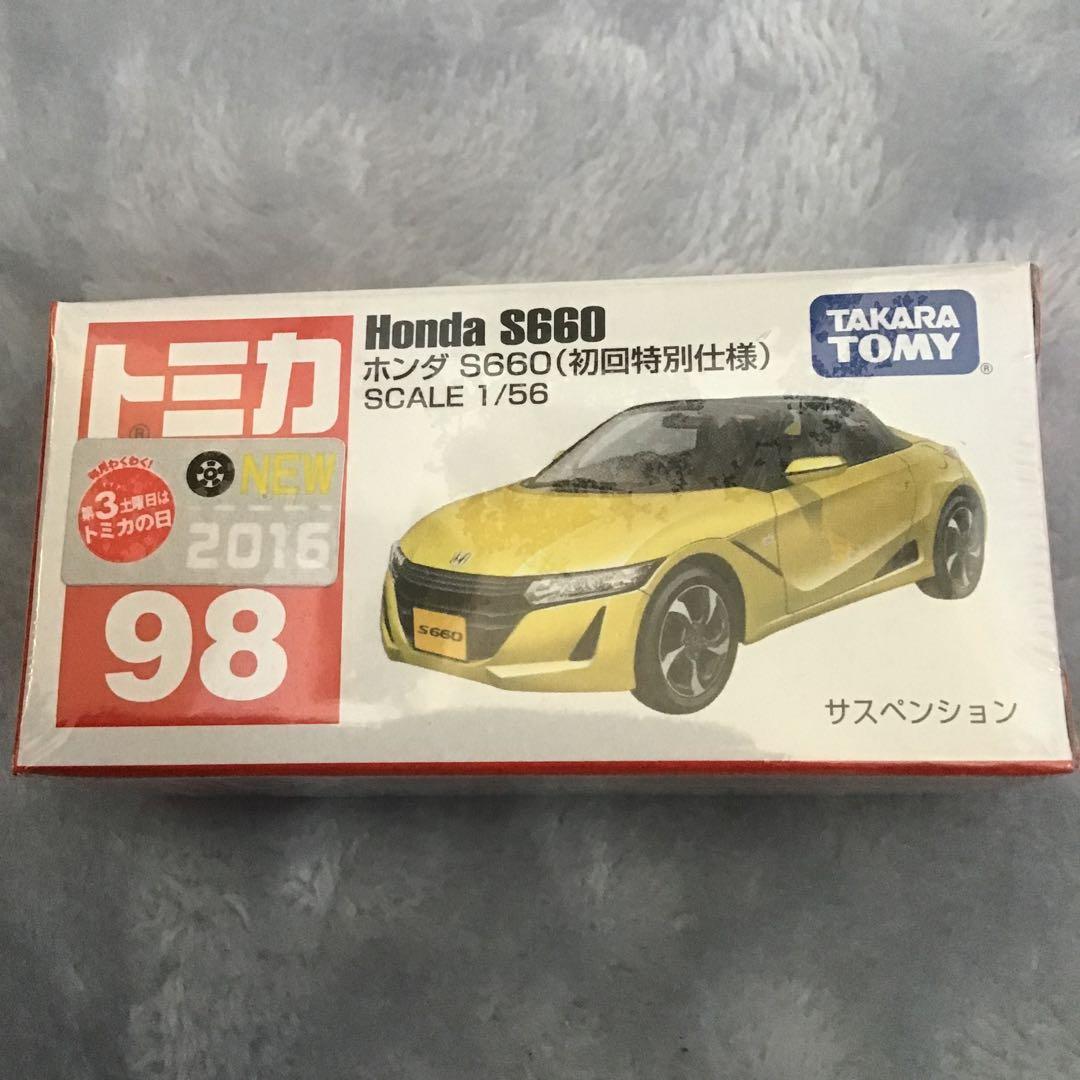 トミカ
®
毎月わくわく!
第3土曜日は
トミカの日
NEW
2016
98
Honda S660
ホンダ S660(初回特別仕様)
SCALE 1/56
TAKARA
TOMY
®
S660
サスペンション